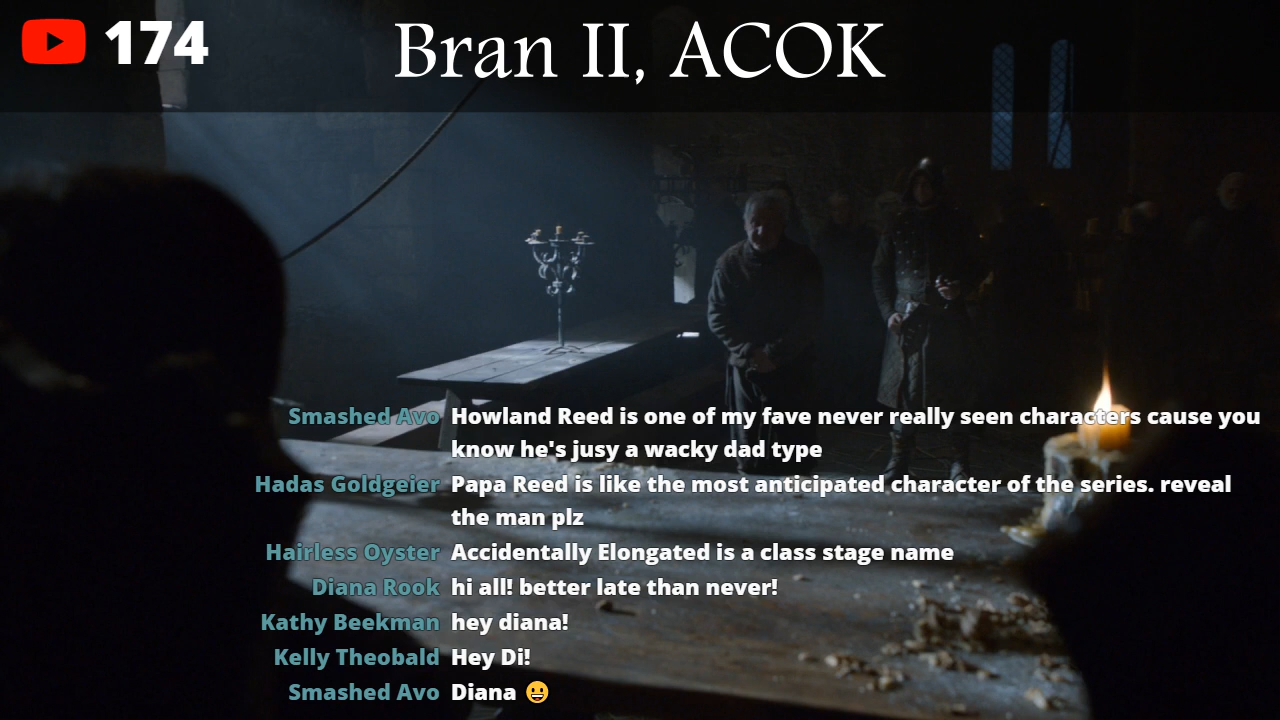 174
Bran II, ACOK
Smashed Avo Howland Reed is one of my fave never really seen characters cause you
know he's jusy a wacky dad type
Hadas Goldgeier Papa Reed is like the most anticipated character of the series. reveal
the man plz
Hairless Oyster Accidentally Elongated is a class stage name
Diana Rook hi all! better late than never!
Kathy Beekman hey diana!
Kelly Theobald Hey Di!
Smashed Avo Diana 😀